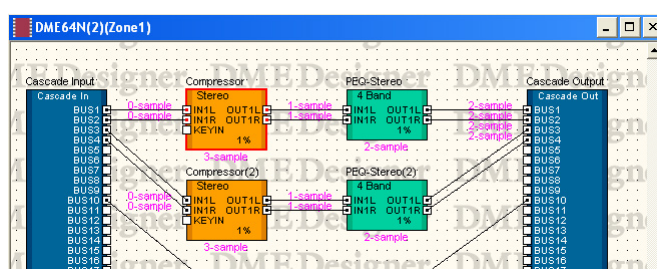 DME64N(2)(Zone1)
Cascade Input Compressor PEQ-Stereo Cascade Output
Cascade In Stereo 4 Band Cascade Out
BUS1 0-sample IN1L OUT1L 1-sample IN1L OUT1L 2-sample BUS1
BUS2 0-sample IN1R OUT1R 1-sample IN1R OUT1R 2-sample BUS2
BUS3 KEYIN 1% 2-sample BUS3
BUS4 1% 2-sample BUS4
BUS5 2-sample BUS5
BUS6 3-sample BUS6
BUS7 Compressor(2) PEQ-Stereo(2) BUS7
BUS8 Stereo 4 Band BUS8
BUS9 BUS9
BUS10 0-sample IN1L OUT1L 1-sample IN1L OUT1L BUS10
BUS11 0-sample IN1R OUT1R 1-sample IN1R OUT1R BUS11
BUS12 KEYIN 1% BUS12
BUS13 1% BUS13
BUS14 2-sample BUS14
BUS15 3-sample BUS15
BUS16 BUS16
DME Designer